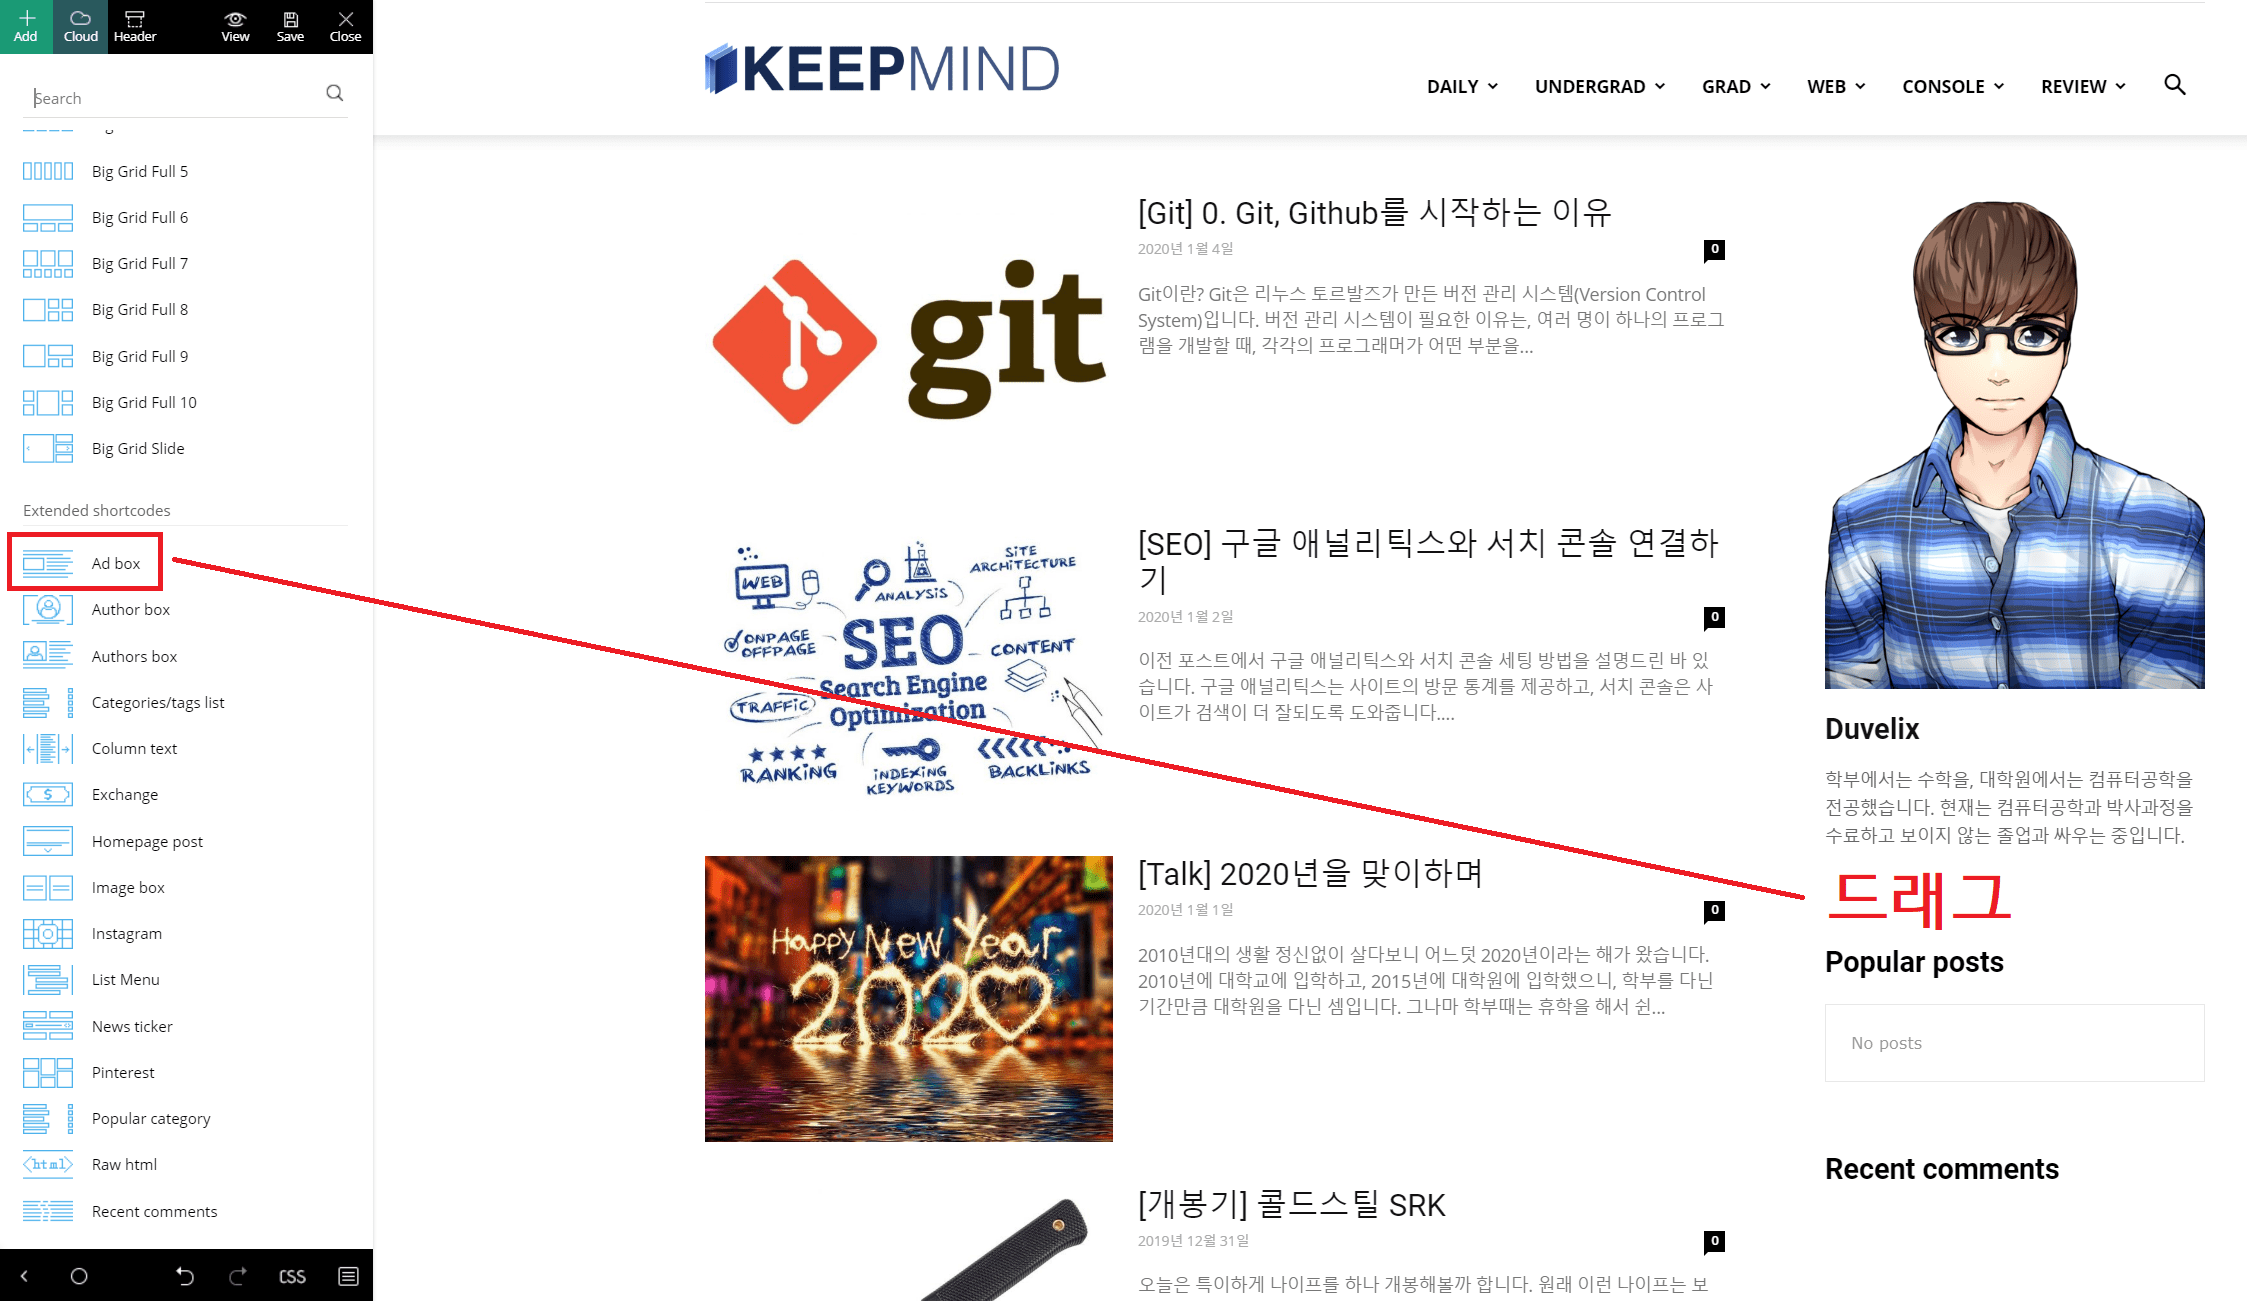 Add
Cloud
Header
View
Save
Close
Search
Big Grid Full 5
Big Grid Full 6
Big Grid Full 7
Big Grid Full 8
Big Grid Full 9
Big Grid Full 10
Big Grid Slide
Extended shortcodes
Ad box
Author box
Authors box
Categories/tags list
Column text
Exchange
Homepage post
Image box
Instagram
List Menu
News ticker
Pinterest
Popular category
<html>
Raw html
Recent comments
CSS
KEEPMIND
DAILY
UNDERGRAD
GRAD
WEB
CONSOLE
REVIEW
git
[Git] 0. Git, Github를 시작하는 이유
2020년 1월 4일
0
Git이란? Git은 리누스 토르발즈가 만든 버전 관리 시스템(Version Control
System)입니다. 버전 관리 시스템이 필요한 이유는, 여러 명이 하나의 프로그
램을 개발할 때, 각각의 프로그래머가 어떤 부분을...
WEB
ANALYSIS
SITE
ARCHITECTURE
ONPAGE
OFFPAGE
SEO
CONTENT
Search Engine
Optimization
TRAFFIC
RANKING
INDEXING
KEYWORDS
BACKLINKS
[SEO] 구글 애널리틱스와 서치 콘솔 연결하
기
2020년 1월 2일
0
이전 포스트에서 구글 애널리틱스와 서치 콘솔 세팅 방법을 설명드린 바 있
습니다. 구글 애널리틱스는 사이트의 방문 통계를 제공하고, 서치 콘솔은 사
이트가 검색이 더 잘되도록 도와줍니다....
Happy New Year
2020
[Talk] 2020년을 맞이하며
2020년 1월 1일
0
2010년대의 생활 정신없이 살다보니 어느덧 2020년이라는 해가 왔습니다.
2010년에 대학교에 입학하고, 2015년에 대학원에 입학했으니, 학부를 다닌
기간만큼 대학원을 다닌 셈입니다. 그나마 학부때는 휴학을 해서 쉰...
[개봉기] 콜드스틸 SRK
2019년 12월 31일
0
오늘은 특이하게 나이프를 하나 개봉해볼까 합니다. 원래 이런 나이프는 보
Duvelix
학부에서는 수학을, 대학원에서는 컴퓨터공학을
전공했습니다. 현재는 컴퓨터공학과 박사과정을
수료하고 보이지 않는 졸업과 싸우는 중입니다.
드래그
Popular posts
No posts
Recent comments